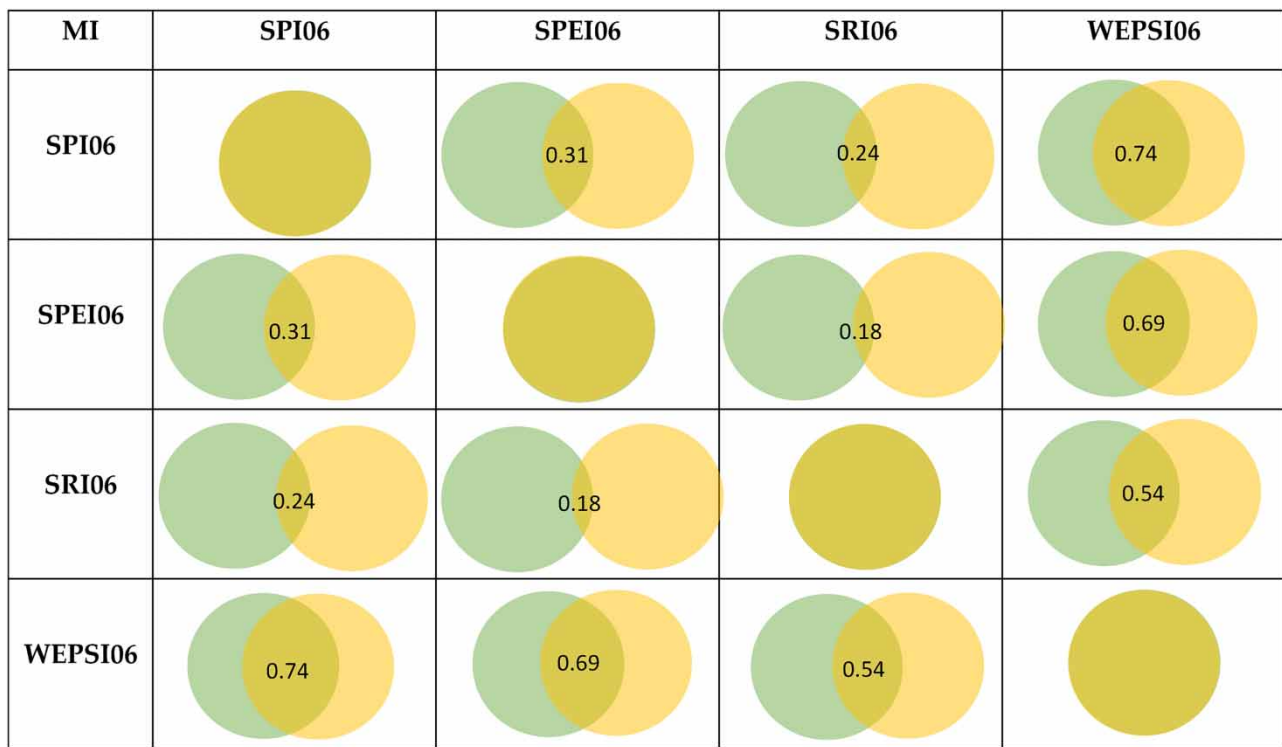 MI SPI06 SPEI06 SRI06 WEPSI06
SPI06 0.31 0.24 0.74
SPEI06 0.31 0.18 0.69
SRI06 0.24 0.18 0.54
WEPSI06 0.74 0.69 0.54